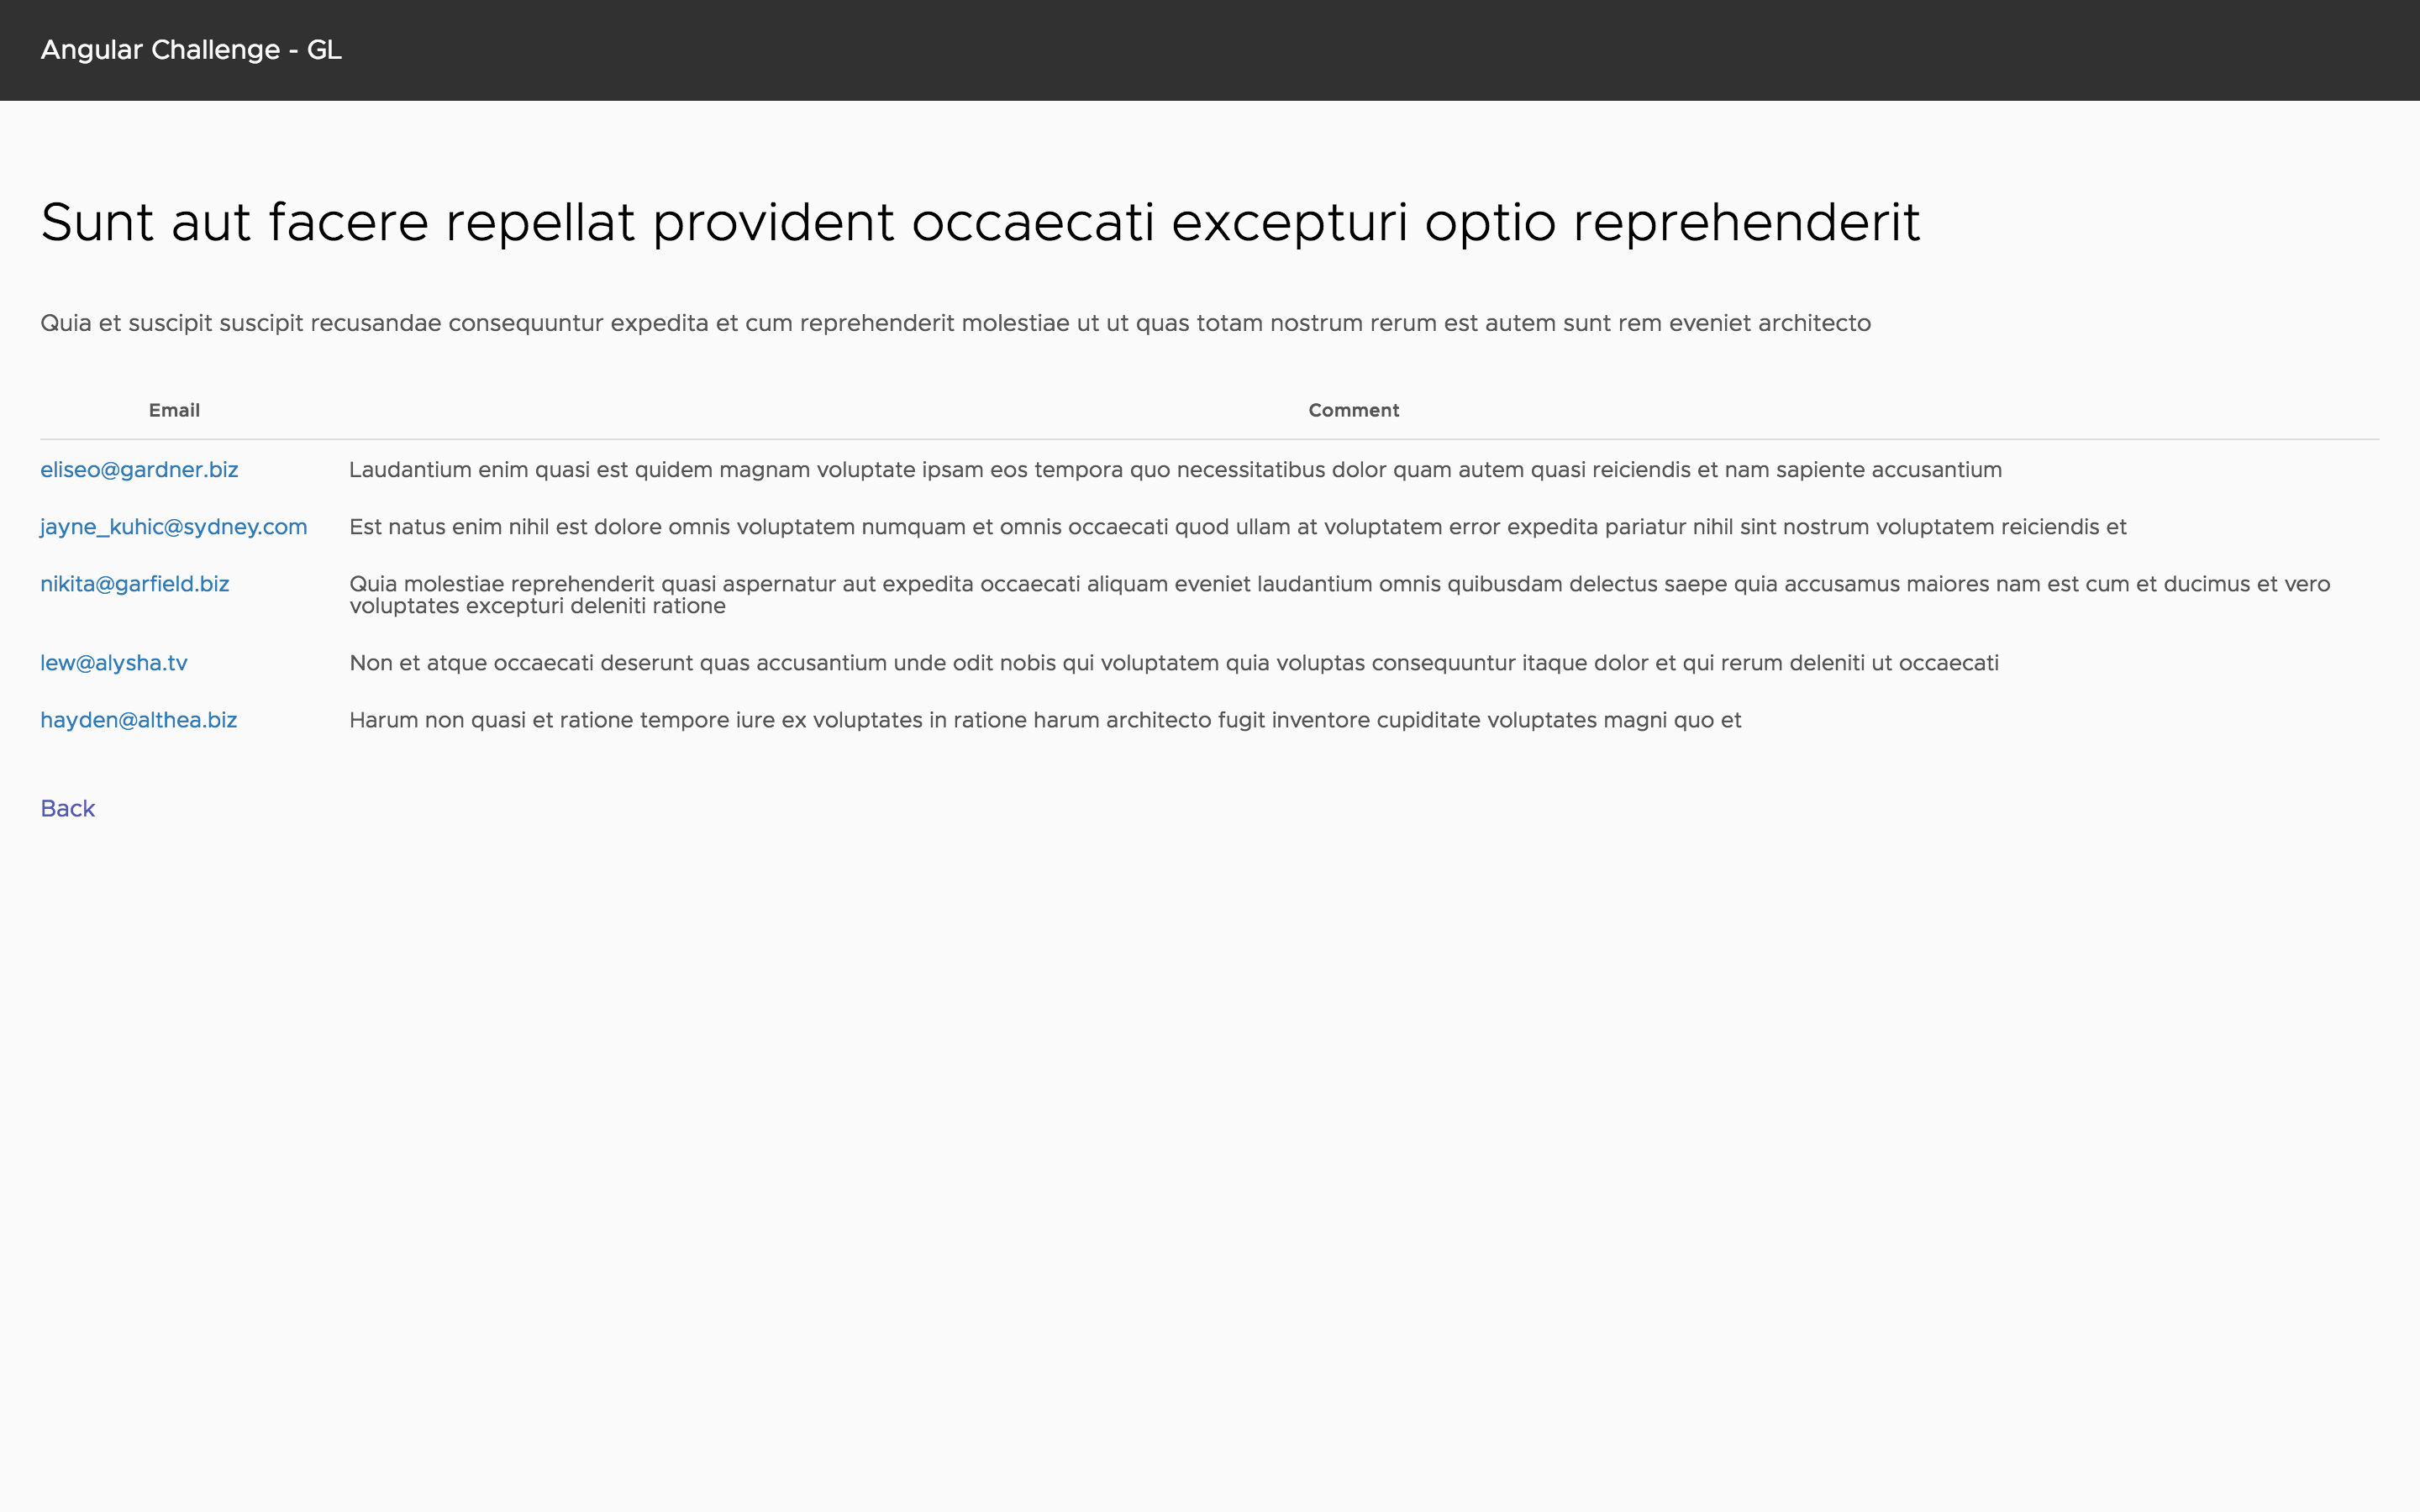 Angular Challenge - GL
Sunt aut facere repellat provident occaecati excepturi optio reprehenderit
Quia et suscipit suscipit recusandae consequuntur expedita et cum reprehenderit molestiae ut ut quas totam nostrum rerum est autem sunt rem eveniet architecto
Email Comment
eliseo@gardner.biz Laudantium enim quasi est quidem magnam voluptate ipsam eos tempora quo necessitatibus dolor quam autem quasi reiciendis et nam sapiente accusantium
jayne_kuhic@sydney.com Est natus enim nihil est dolore omnis voluptatem numquam et omnis occaecati quod ullam at voluptatem error expedita pariatur nihil sint nostrum voluptatem reiciendis et
nikita@garfield.biz Quia molestiae reprehenderit quasi aspernatur aut expedita occaecati aliquam eveniet laudantium omnis quibusdam delectus saepe quia accusamus maiores nam est cum et ducimus et vero
voluptates excepturi deleniti ratione
lew@alysha.tv Non et atque occaecati deserunt quas accusantium unde odit nobis qui voluptatem quia voluptas consequuntur itaque dolor et qui rerum deleniti ut occaecati
hayden@althea.biz Harum non quasi et ratione tempore iure ex voluptates in ratione harum architecto fugit inventore cupiditate voluptates magni quo et
Back